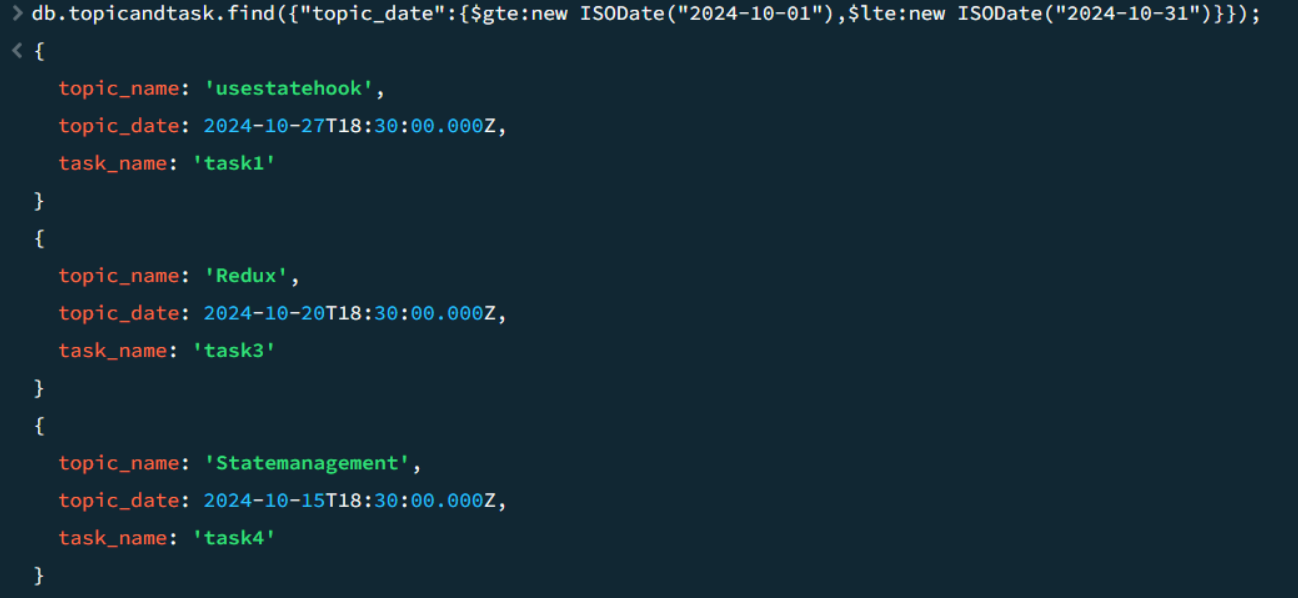 > db.topicandtask.find({"topic_date":{$gte:new ISODate("2024-10-01"),$lte:new ISODate("2024-10-31")}});
< {
topic_name: 'usestatehook',
topic_date: 2024-10-27T18:30:00.000Z,
task_name: 'task1'
}
{
topic_name: 'Redux',
topic_date: 2024-10-20T18:30:00.000Z,
task_name: 'task3'
}
{
topic_name: 'Statemanagement',
topic_date: 2024-10-15T18:30:00.000Z,
task_name: 'task4'
}